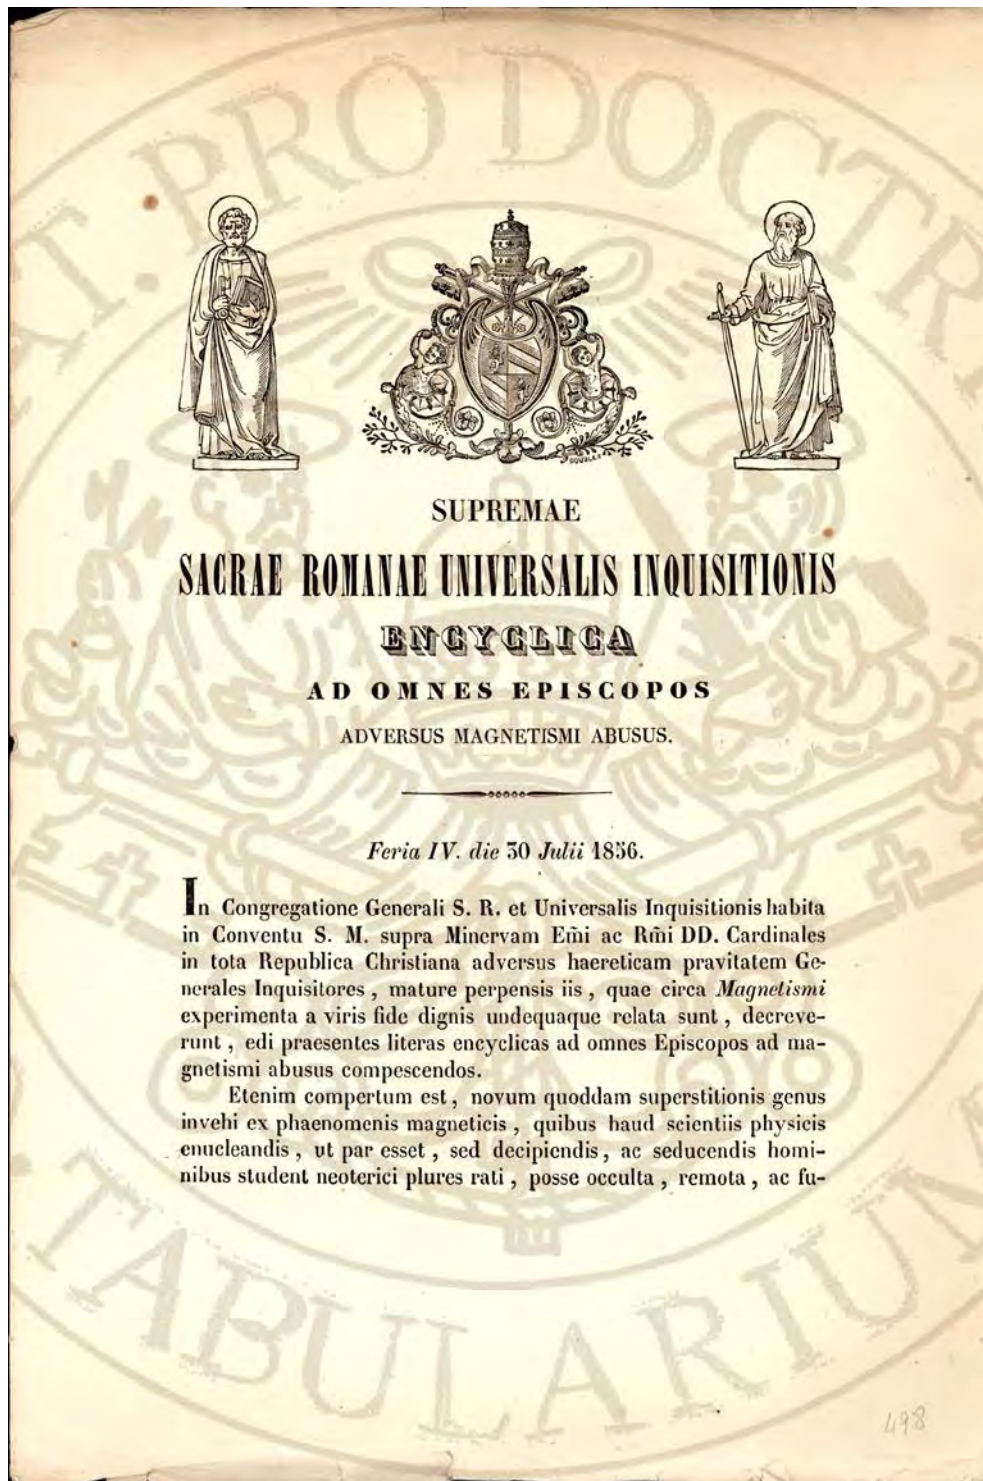 SUPREMAE
SACRAE ROMANAE UNIVERSALIS INQUISITIONIS
ENCYCLICA
AD OMNES EPISCOPOS
ADVERSUS MAGNETISMI ABUSUS.
Feria IV. die 30 Julii 1856.
In Congregatione Generali S. R. et Universalis Inquisitionis habita
in Conventu S. M. supra Minervam Em̃i ac Rm̃i DD. Cardinales
in tota Republica Christiana adversus haereticam pravitatem Ge-
nerales Inquisitores , mature perpensis iis , quae circa Magnetismi
experimenta a viris fide dignis undequaque relata sunt , decreve-
runt , edi praesentes literas encyclicas ad omnes Episcopos ad ma-
gnetismi abusus compescendos.
Etenim compertum est , novum quoddam superstitionis genus
invehi ex phaenomenis magneticis , quibus haud scientiis physicis
enucleandis , ut par esset , sed decipiendis , ac seducendis homi-
nibus student neoterici plures rati , posse occulta , remota , ac fu-
498
PRO DOCTR
TABULARIUM